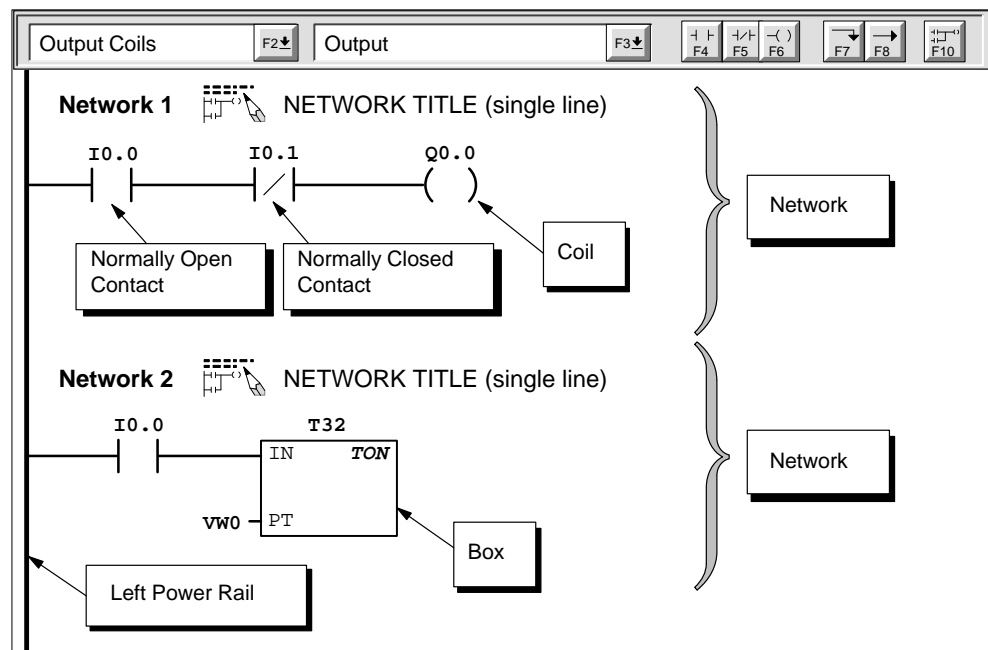 Output Coils F2 Output F3 F4 F5 F6 F7 F8 F10
Network 1 NETWORK TITLE (single line)
I0.0 I0.1 Q0.0
Network
Normally Open
Contact
Normally Closed
Contact
Coil
Network 2 NETWORK TITLE (single line)
I0.0 T32
IN TON
Network
VW0 PT
Box
Left Power Rail